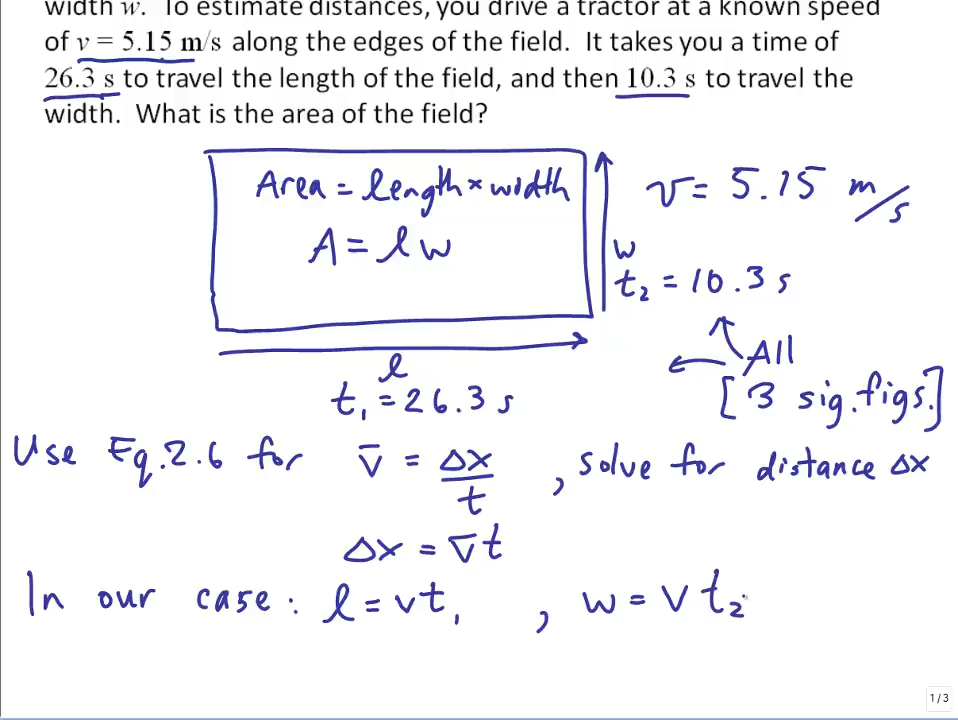 width w. To estimate distances, you drive a tractor at a known speed
of v = 5.15 m/s along the edges of the field. It takes you a time of
26.3 s to travel the length of the field, and then 10.3 s to travel the
width. What is the area of the field?
Area = length × width
A = l w
v = 5.15 m/s
w
t₂ = 10.3 s
l
t₁ = 26.3 s
All
[3 sig.figs.]
Use Eq.2.6 for v̄ = Δx/t , solve for distance Δx
Δx = v̄t
In our case: l = vt₁ , w = vt₂
1/3